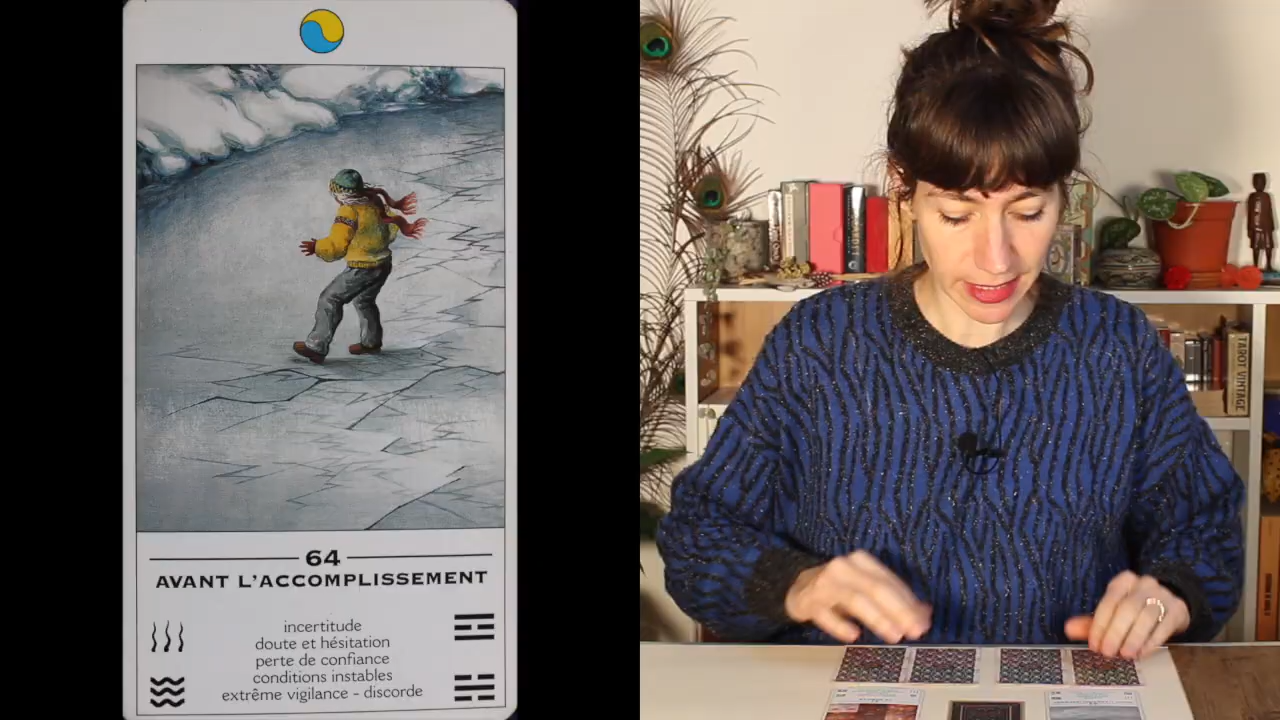 64
AVANT L'ACCOMPLISSEMENT
incertitude
doute et hésitation
perte de confiance
conditions instables
extrême vigilance - discorde
TAROT VINTAGE